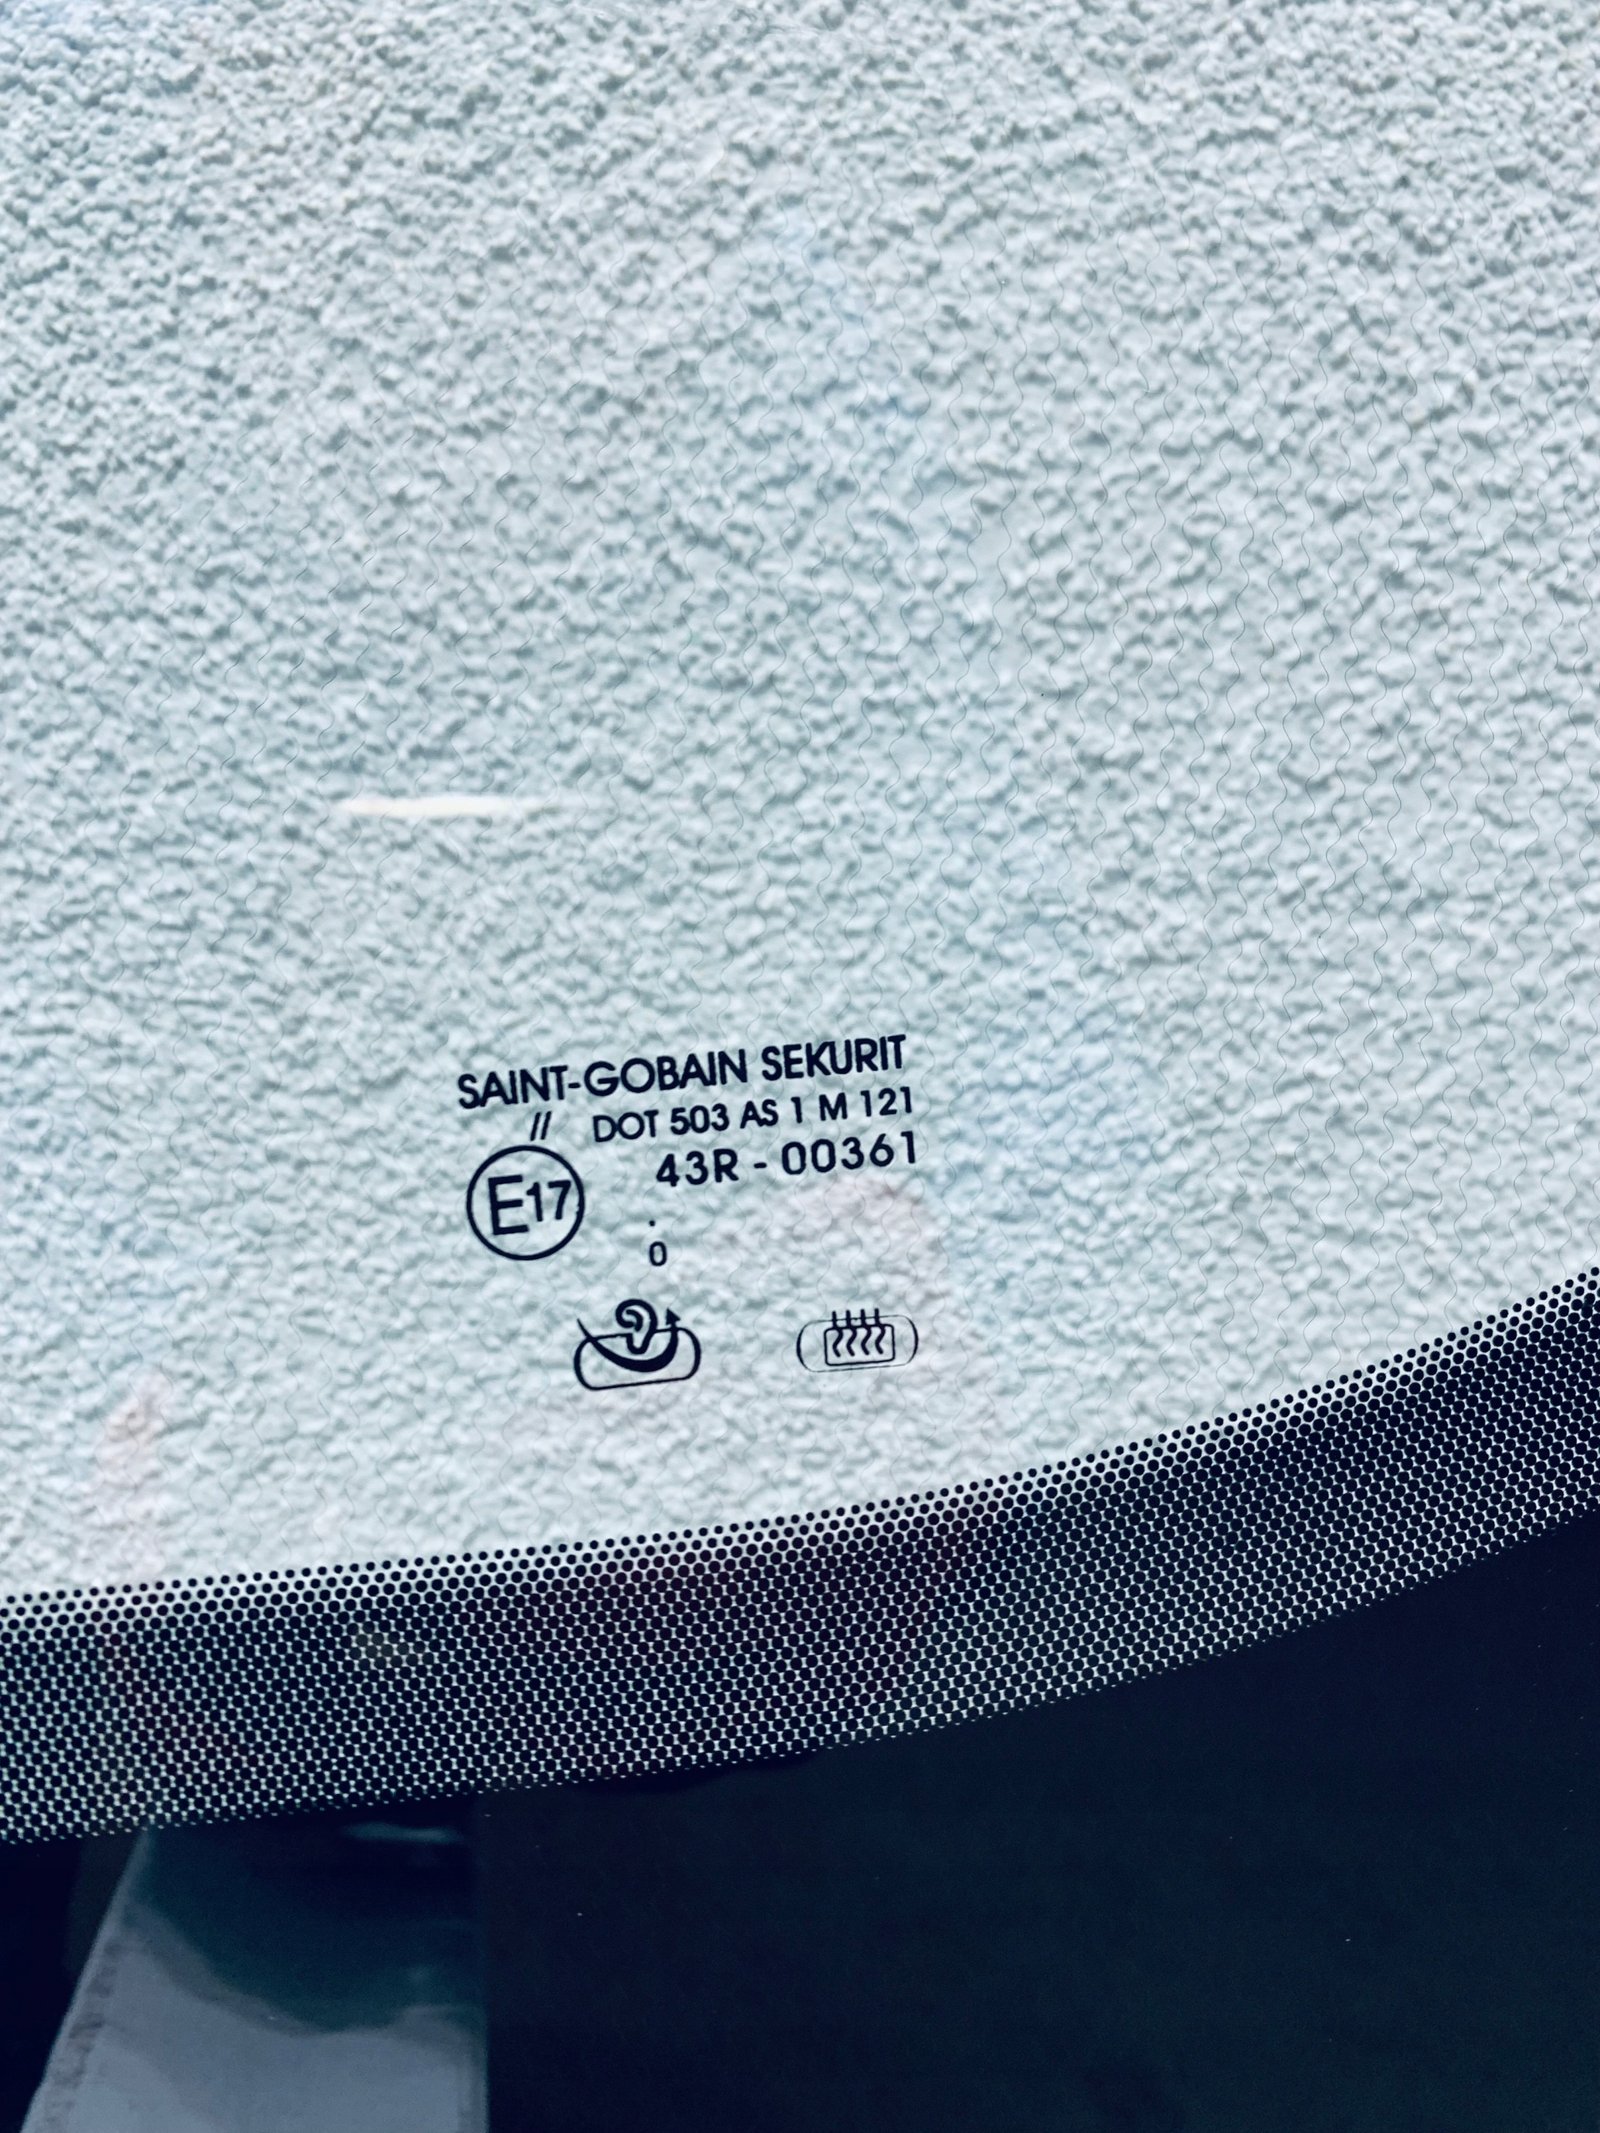 SAINT-GOBAIN SEKURIT
// DOT 503 AS 1 M 121
E17 43R - 00361
.
0